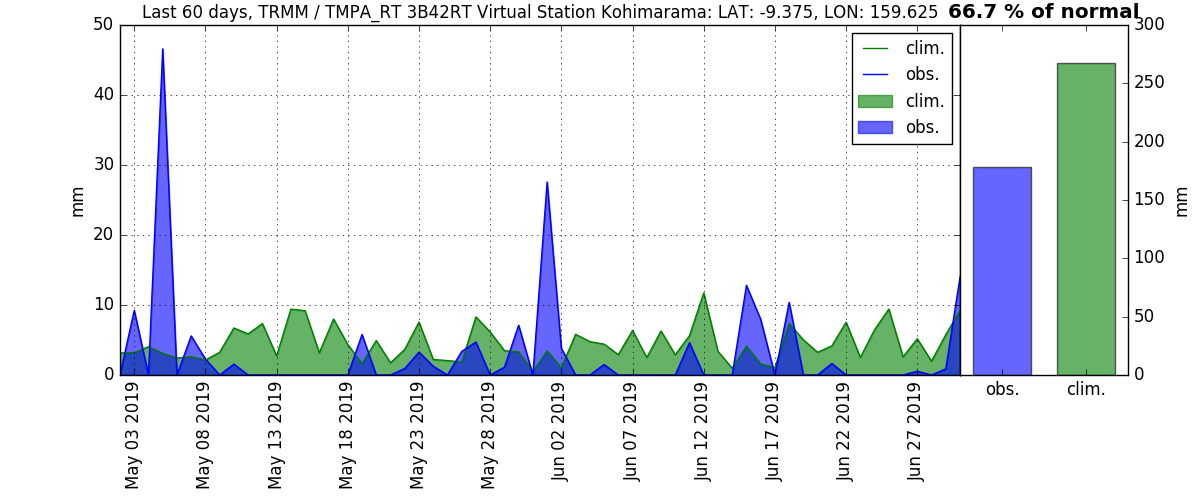 Last 60 days, TRMM / TMPA_RT 3B42RT Virtual Station Kohimarama: LAT: -9.375, LON: 159.625 66.7 % of normal
50
40
30
20
10
0
mm
clim.
obs.
clim.
obs.
300
250
200
150
100
50
0
mm
May 03 2019
May 08 2019
May 13 2019
May 18 2019
May 23 2019
May 28 2019
Jun 02 2019
Jun 07 2019
Jun 12 2019
Jun 17 2019
Jun 22 2019
Jun 27 2019
obs.
clim.